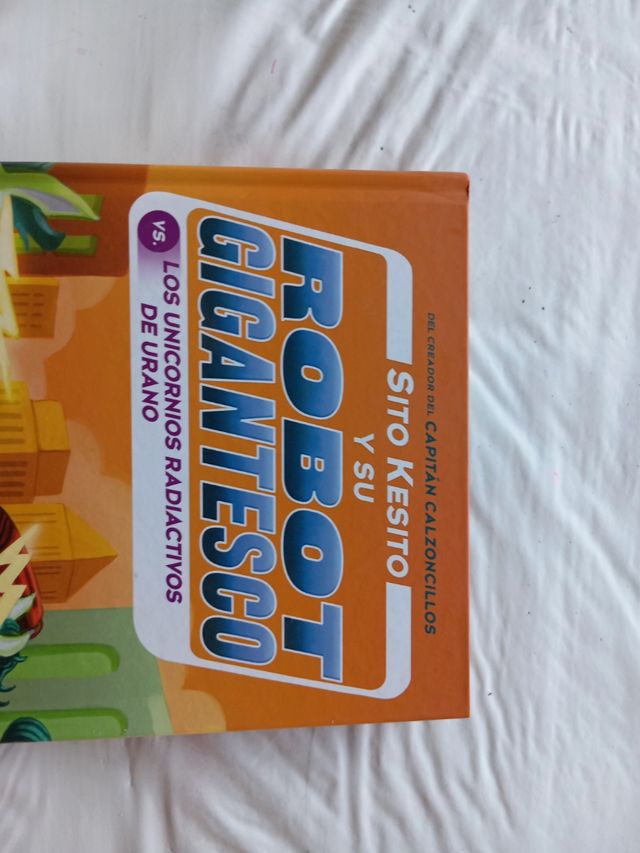 DEL CREADOR DEL CAPITÁN CALZONCILLOS
SITO KESITO
Y SU
ROBOT
GIGANTESCO
vs. LOS UNICORNIOS RADIACTIVOS
DE URANO